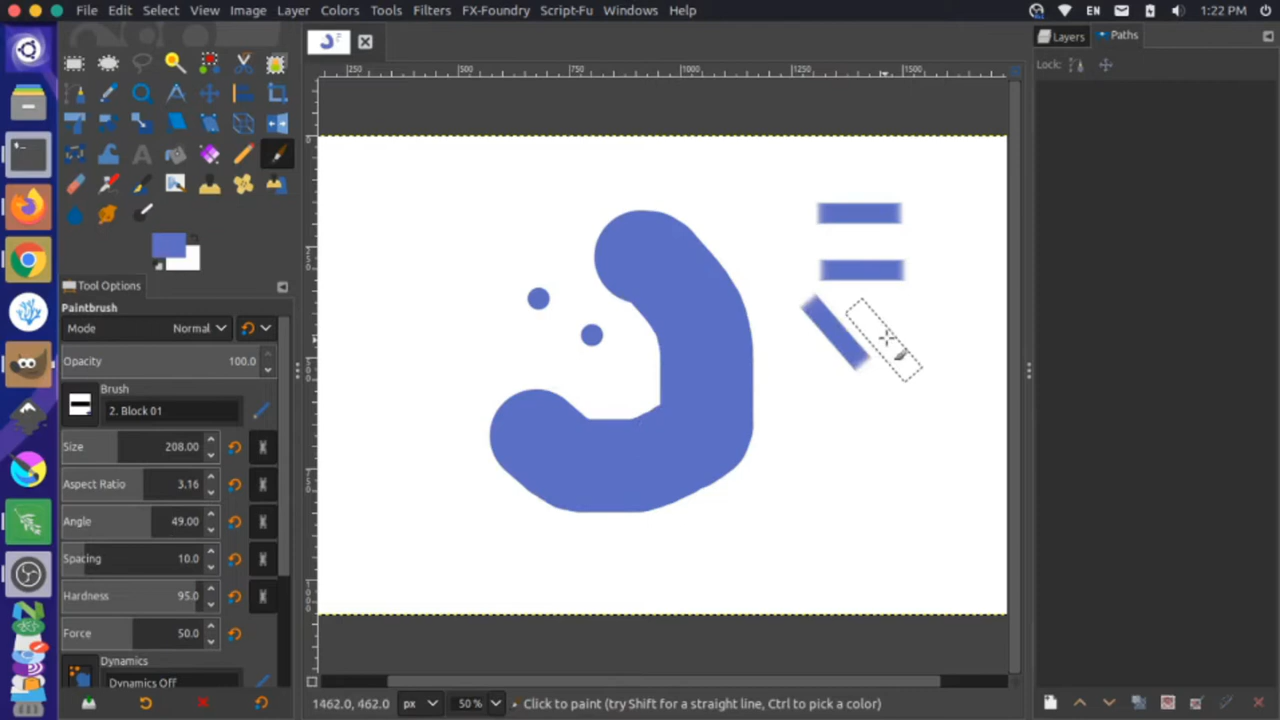 File Edit Select View Image Layer Colors Tools Filters FX-Foundry Script-Fu Windows Help EN 1:22 PM
Layers Paths
Lock:
250 500 750 1000 1250 1500
Tool Options
Paintbrush
Mode Normal
Opacity 100.0
Brush
2. Block 01
Size 208.00
Aspect Ratio 3.16
Angle 49.00
Spacing 10.0
Hardness 95.0
Force 50.0
Dynamics
Dynamics Off
1462.0, 462.0 px 50% Click to paint (try Shift for a straight line, Ctrl to pick a color)